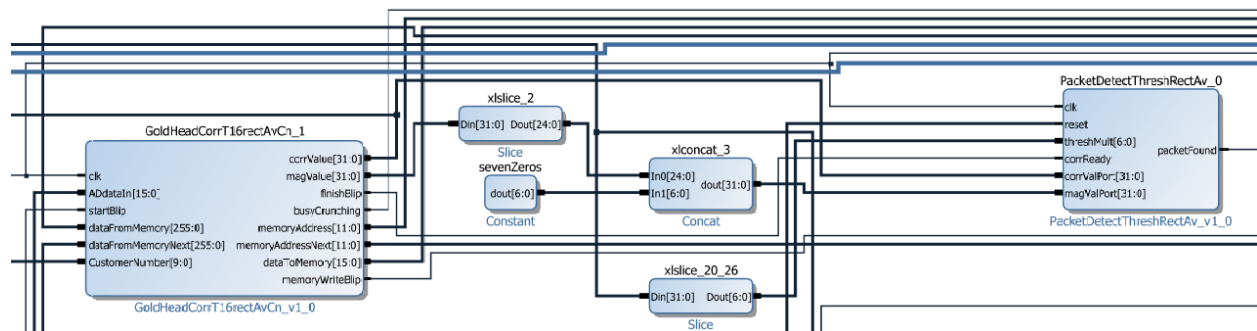 GoldHeadCorrT16rectAvCn_1
clk
ADdataIn[15:0]
startBlip
dataFromMemory[255:0]
dataFromMemoryNext[255:0]
CustomerNumber[9:0]
corrValue[31:0]
magValue[31:0]
finishBlip
busyCrunching
memoryAddress[11:0]
memoryAddressNext[11:0]
dataToMemory[15:0]
memoryWriteBlip
GoldHeadCorrT16rectAvCn_v1_0
xlslice_2
Din[31:0] Dout[24:0]
Slice
sevenZeros
dout[6:0]
Constant
xlconcat_3
In0[24:0]
In1[6:0]
dout[31:0]
Concat
xlslice_20_26
Din[31:0] Dout[6:0]
Slice
PacketDetectThreshRectAv_0
clk
reset
threshMult[6:0]
corrReady
corrValPort[31:0]
magValPort[31:0]
packetFound
PacketDetectThreshRectAv_v1_0